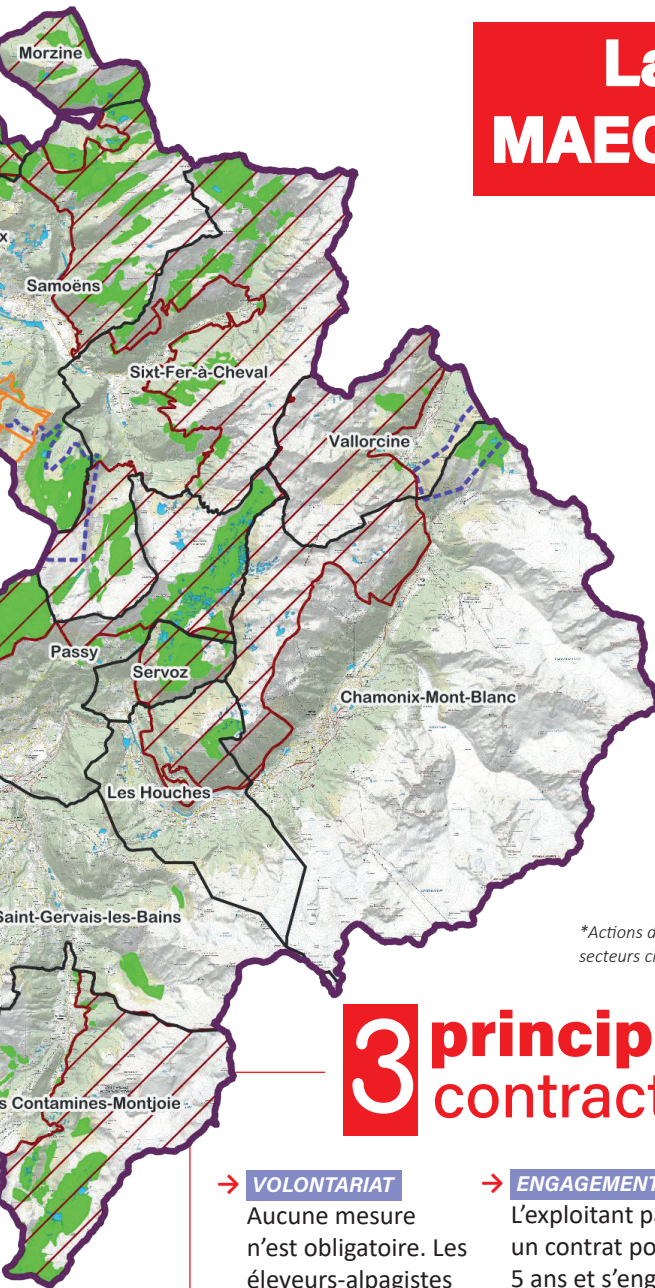 Morzine
La
MAEC
x
Samoëns
Sixt-Fer-à-Cheval
Vallorcine
Passy
Servoz
Chamonix-Mont-Blanc
Les Houches
Saint-Gervais-les-Bains
*Actions d
secteurs ci
3 princip
contract
s Contamines-Montjoie
→ VOLONTARIAT
Aucune mesure
n'est obligatoire. Les
éleveurs-alpagistes
→ ENGAGEMENT
L'exploitant pa
un contrat po
5 ans et s'eng